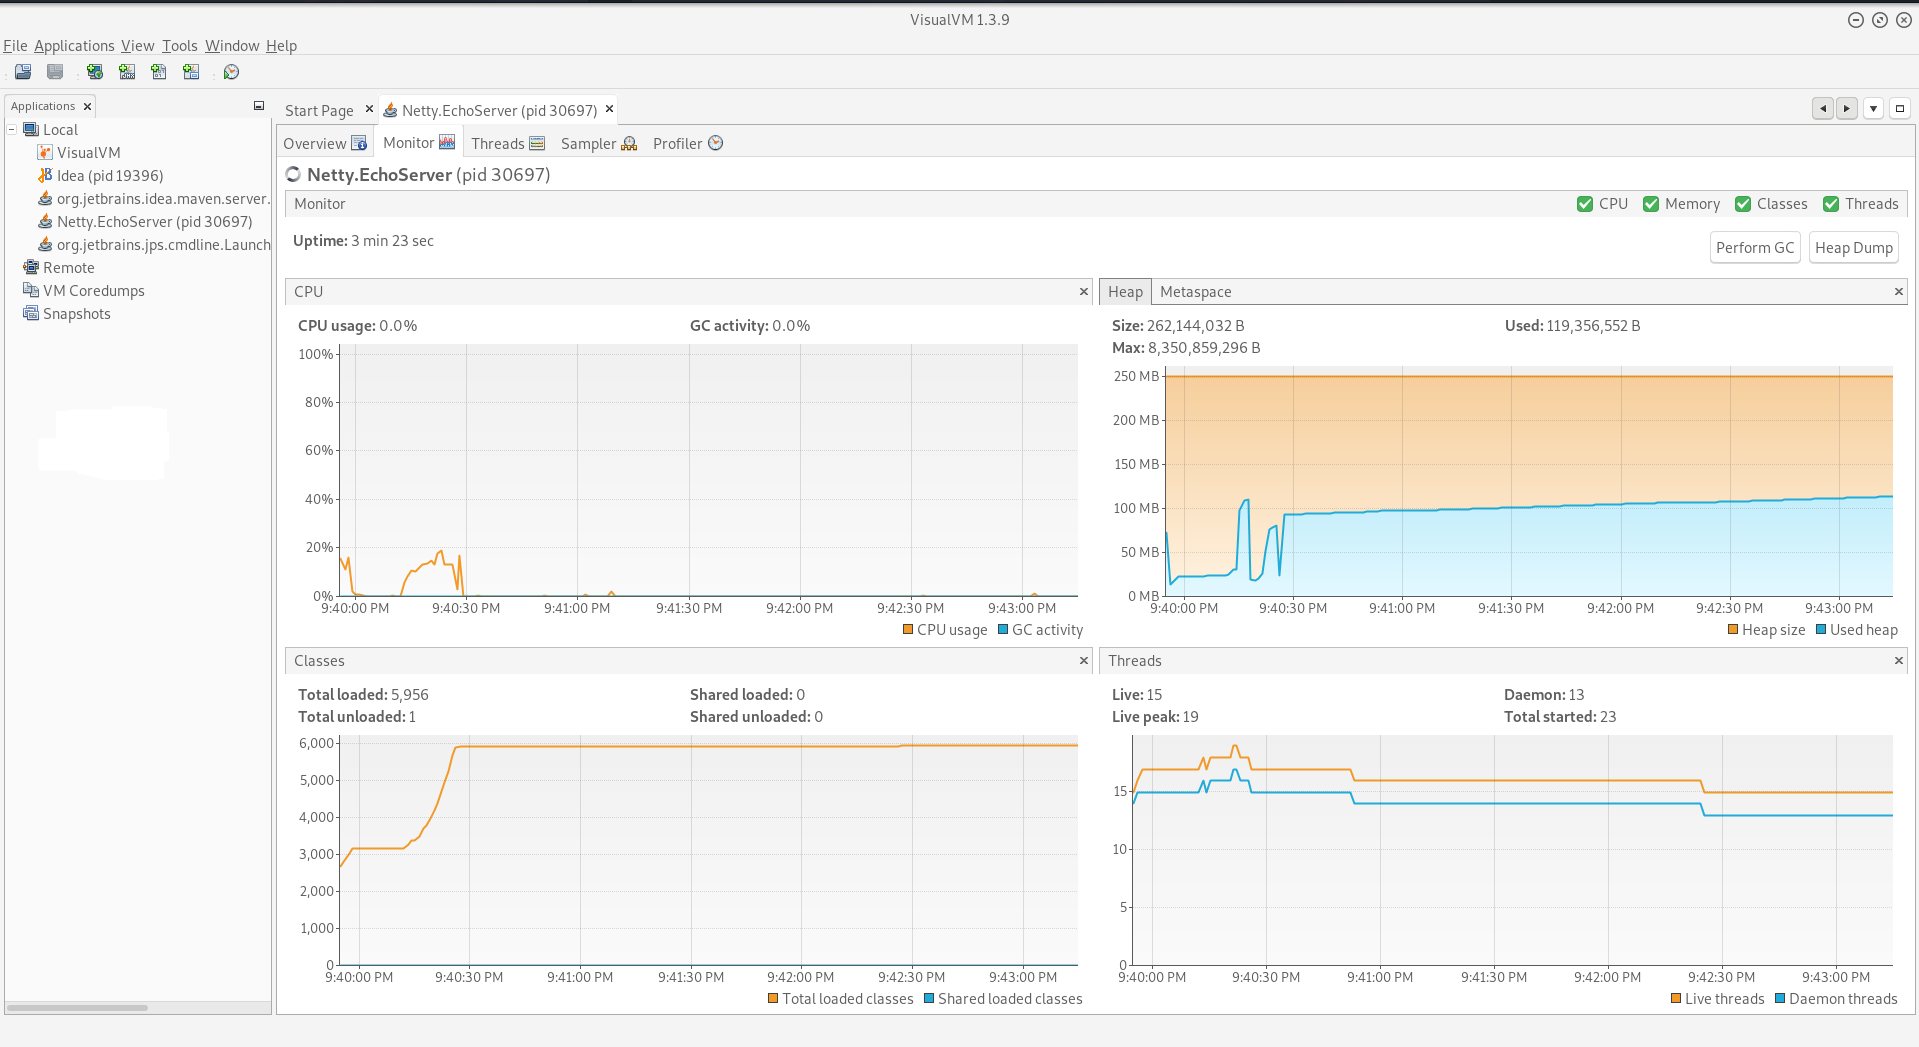 VisualVM 1.3.9
File Applications View Tools Window Help
Applications
Local
VisualVM
Idea (pid 19396)
org.jetbrains.idea.maven.server.
Netty.EchoServer (pid 30697)
org.jetbrains.jps.cmdline.Launch
Remote
VM Coredumps
Snapshots
Start Page Netty.EchoServer (pid 30697)
Overview Monitor Threads Sampler Profiler
Netty.EchoServer (pid 30697)
Monitor CPU Memory Classes Threads
Uptime: 3 min 23 sec
Perform GC Heap Dump
CPU
CPU usage: 0.0% GC activity: 0.0%
100%
80%
60%
40%
20%
0%
9:40:00 PM 9:40:30 PM 9:41:00 PM 9:41:30 PM 9:42:00 PM 9:42:30 PM 9:43:00 PM
CPU usage GC activity
Heap Metaspace
Size: 262,144,032 B Used: 119,356,552 B
Max: 8,350,859,296 B
250 MB
200 MB
150 MB
100 MB
50 MB
0 MB
9:40:00 PM 9:40:30 PM 9:41:00 PM 9:41:30 PM 9:42:00 PM 9:42:30 PM 9:43:00 PM
Heap size Used heap
Classes
Total loaded: 5,956 Shared loaded: 0
Total unloaded: 1 Shared unloaded: 0
6,000
5,000
4,000
3,000
2,000
1,000
0
9:40:00 PM 9:40:30 PM 9:41:00 PM 9:41:30 PM 9:42:00 PM 9:42:30 PM 9:43:00 PM
Total loaded classes Shared loaded classes
Threads
Live: 15 Daemon: 13
Live peak: 19 Total started: 23
15
10
5
0
9:40:00 PM 9:40:30 PM 9:41:00 PM 9:41:30 PM 9:42:00 PM 9:42:30 PM 9:43:00 PM
Live threads Daemon threads